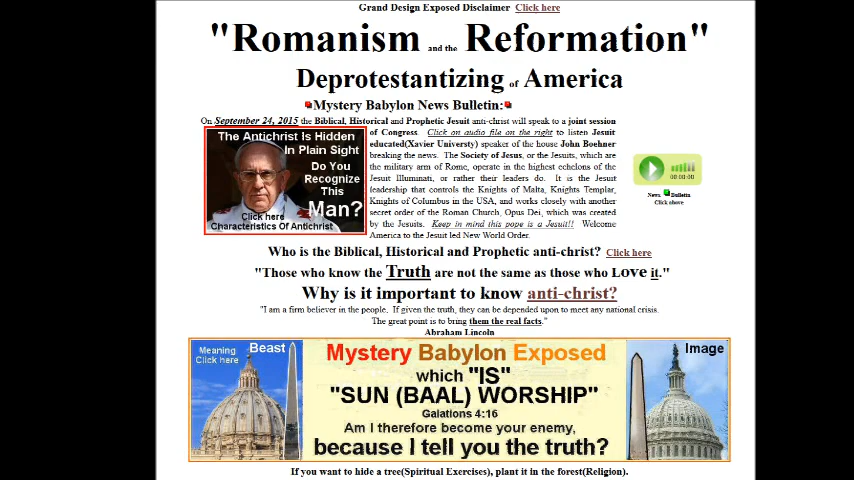 Grand Design Exposed Disclaimer Click here
"Romanism and the Reformation"
Deprotestantizing of America
Mystery Babylon News Bulletin:
On September 24, 2015 the Biblical, Historical and Prophetic Jesuit anti-christ will speak to a joint session
of Congress. Click on audio file on the right to listen Jesuit
educated(Xavier Universty) speaker of the house John Boehner
breaking the news. The Society of Jesus, or the Jesuits, which are
the military arm of Rome, operate in the highest echelons of the
Jesuit Illuminati, or rather their leaders do. It is the Jesuit
leadership that controls the Knights of Malta, Knights Templar,
Knights of Columbus in the USA, and works closely with another
secret order of the Roman Church, Opus Dei, which was created
by the Jesuits. Keep in mind this pope is a Jesuit!! Welcome
America to the Jesuit led New World Order.
The Antichrist Is Hidden
In Plain Sight
Do You
Recognize
This
Man?
Click here
Characteristics Of Antichrist
00:00:00
News Bulletin
Click above
Who is the Biblical, Historical and Prophetic anti-christ? Click here
"Those who know the Truth are not the same as those who Love it."
Why is it important to know anti-christ?
"I am a firm believer in the people. If given the truth, they can be depended upon to meet any national crisis.
The great point is to bring them the real facts."
Abraham Lincoln
Meaning
Click here
Beast
Mystery Babylon Exposed
which "IS"
"SUN (BAAL) WORSHIP"
Galations 4:16
Am I therefore become your enemy,
because I tell you the truth?
Image
If you want to hide a tree(Spiritual Exercises), plant it in the forest(Religion).